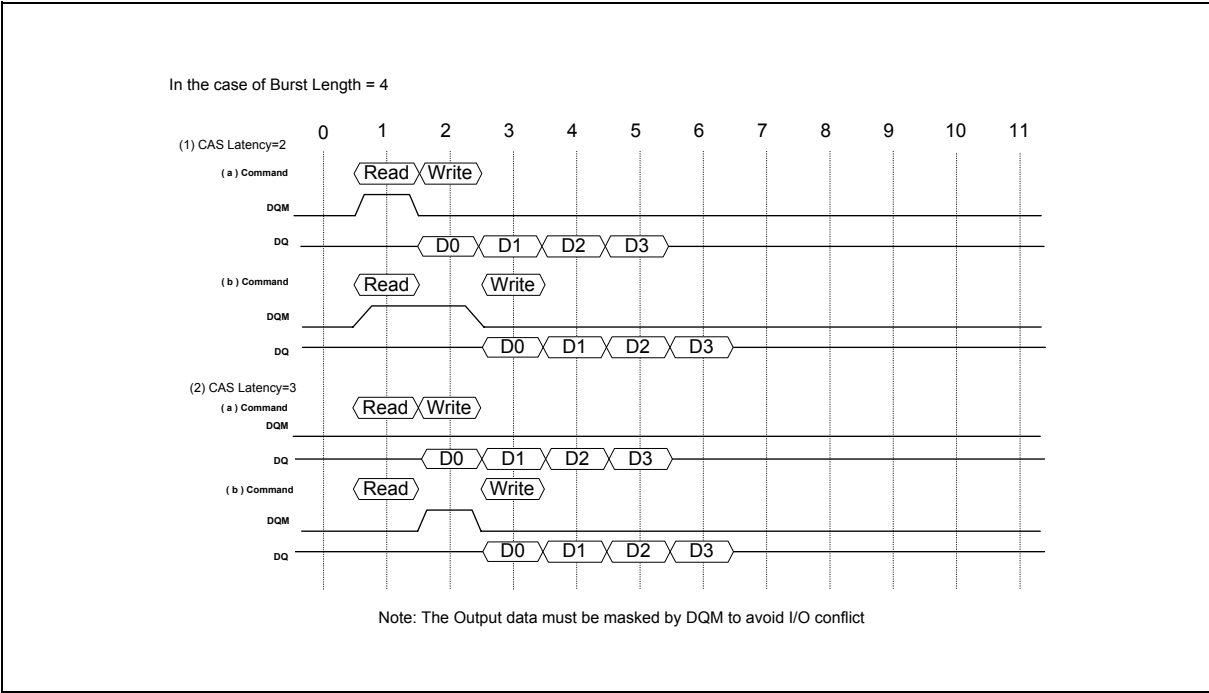 In the case of Burst Length = 4
0 1 2 3 4 5 6 7 8 9 10 11
(1) CAS Latency=2
( a ) Command Read Write
DQM
DQ D0 D1 D2 D3
( b ) Command Read Write
DQM
DQ D0 D1 D2 D3
(2) CAS Latency=3
( a ) Command Read Write
DQM
DQ D0 D1 D2 D3
( b ) Command Read Write
DQM
DQ D0 D1 D2 D3
Note: The Output data must be masked by DQM to avoid I/O conflict